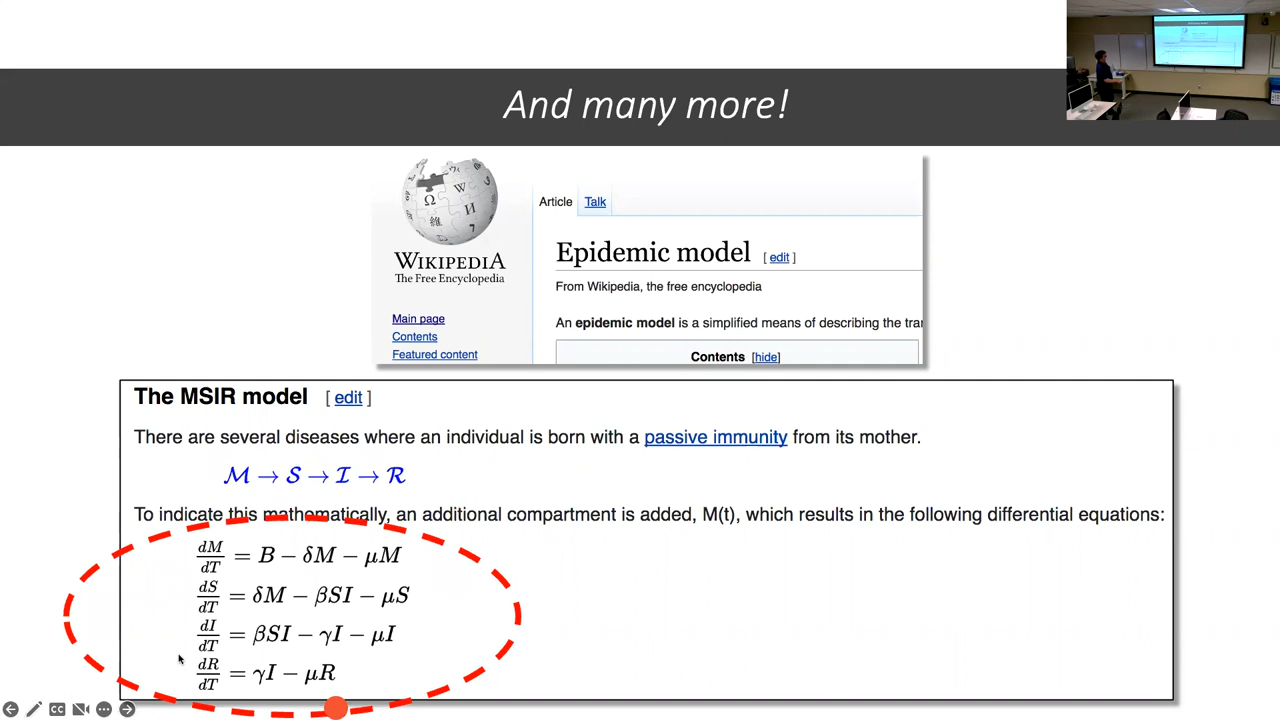 And many more!
WIKIPEDIA
The Free Encyclopedia
Main page
Contents
Featured content
Article Talk
Epidemic model [ edit ]
From Wikipedia, the free encyclopedia
An epidemic model is a simplified means of describing the
Contents [hide]
The MSIR model [ edit ]
There are several diseases where an individual is born with a passive immunity from its mother.
M → S → I → R
To indicate this mathematically, an additional compartment is added, M(t), which results in the following differential equations:
dM/dT = B − δM − μM
dS/dT = δM − βSI − μS
dI/dT = βSI − γI − μI
dR/dT = γI − μR